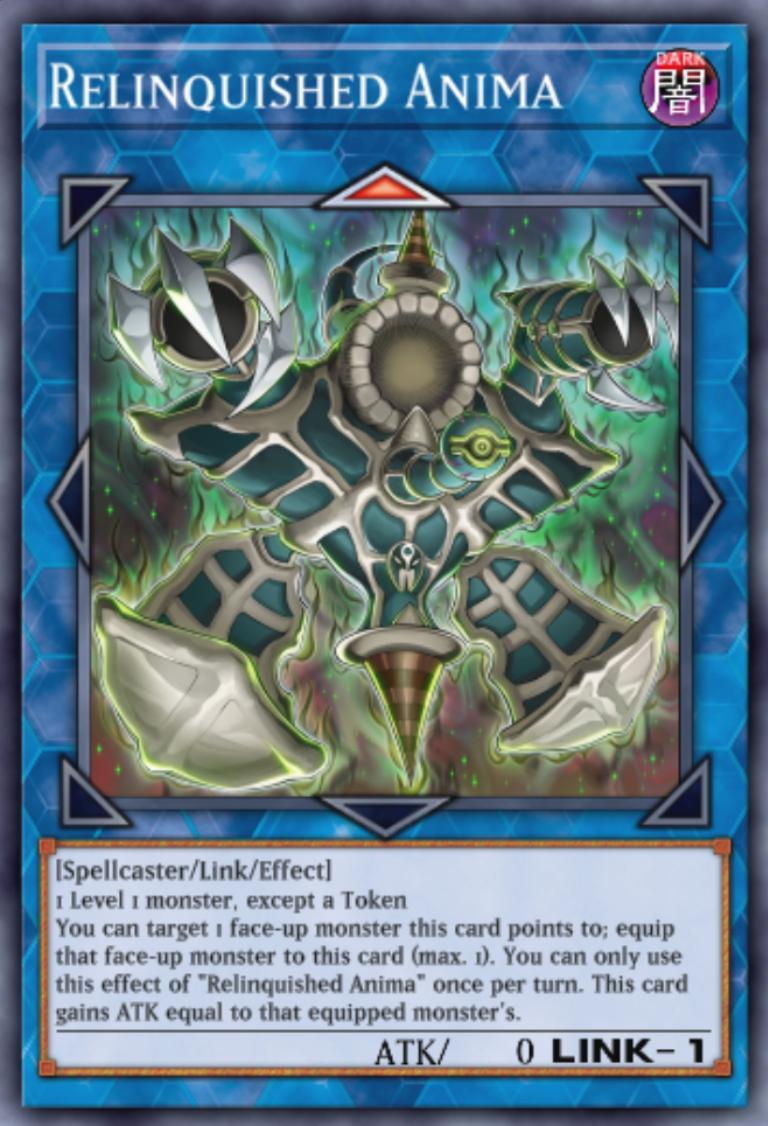 RELINQUISHED ANIMA
DARK
闇
[Spellcaster/Link/Effect]
1 Level 1 monster, except a Token
You can target 1 face-up monster this card points to; equip
that face-up monster to this card (max. 1). You can only use
this effect of "Relinquished Anima" once per turn. This card
gains ATK equal to that equipped monster's.
ATK/ 0 LINK- 1